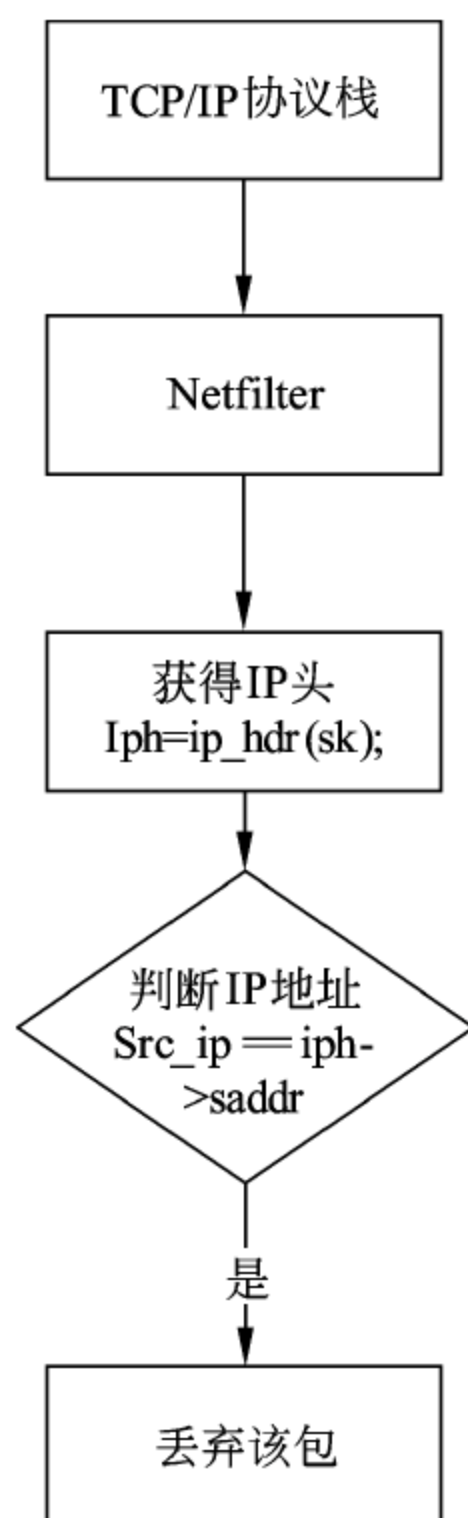 TCP/IP协议栈
Netfilter
获得IP头
Iph=ip_hdr(sk);
判断IP地址
Src_ip == iph-
>saddr
是
丢弃该包